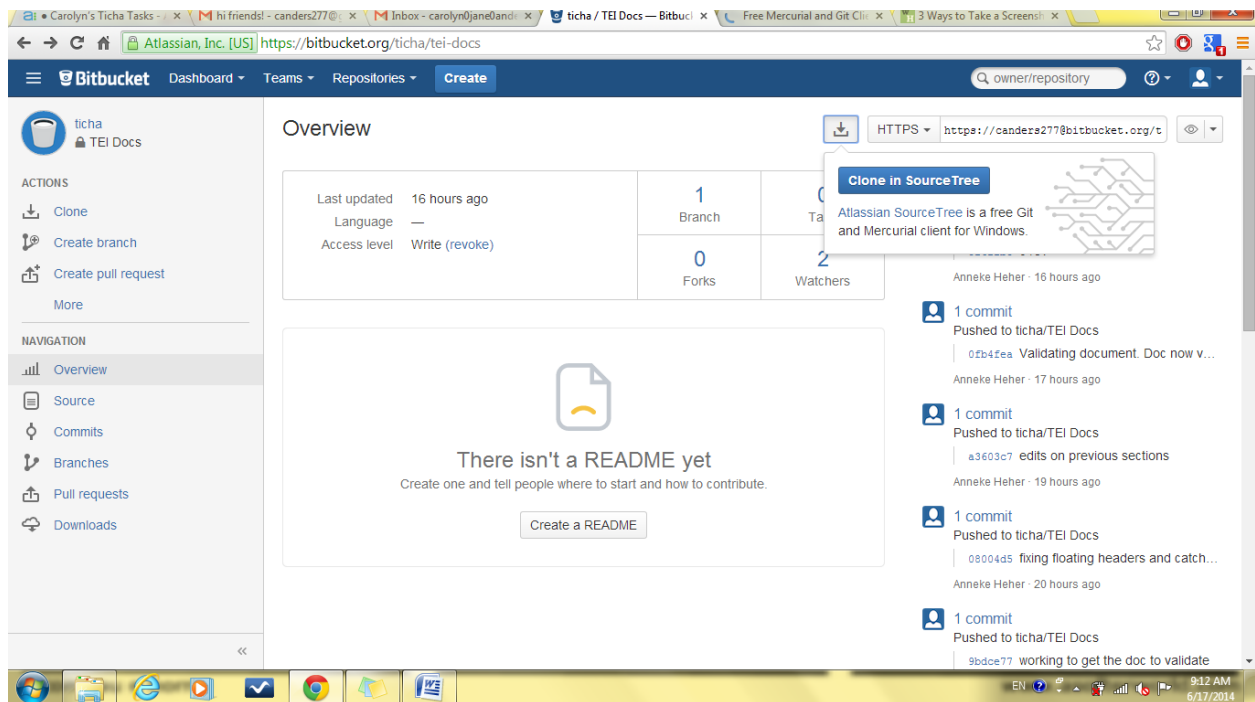 • Carolyn's Ticha Tasks -
hi friends! - canders277@
Inbox - carolyn0jane0ande
ticha / TEI Docs — Bitbuc
Free Mercurial and Git Clie
3 Ways to Take a Screensh
Atlassian, Inc. [US] https://bitbucket.org/ticha/tei-docs
Bitbucket Dashboard Teams Repositories Create owner/repository
ticha
TEI Docs
ACTIONS
Clone
Create branch
Create pull request
More
NAVIGATION
Overview
Source
Commits
Branches
Pull requests
Downloads
Overview
HTTPS https://canders277@bitbucket.org/t
Clone in SourceTree
Atlassian SourceTree is a free Git
and Mercurial client for Windows.
Last updated 16 hours ago
Language —
Access level Write (revoke)
1
Branch
0
Forks
2
Watchers
There isn't a README yet
Create one and tell people where to start and how to contribute.
Create a README
Anneke Heher · 16 hours ago
1 commit
Pushed to ticha/TEI Docs
0fb4fea Validating document. Doc now v...
Anneke Heher · 17 hours ago
1 commit
Pushed to ticha/TEI Docs
a3603c7 edits on previous sections
Anneke Heher · 19 hours ago
1 commit
Pushed to ticha/TEI Docs
08004d5 fixing floating headers and catch...
Anneke Heher · 20 hours ago
1 commit
Pushed to ticha/TEI Docs
9bdce77 working to get the doc to validate
EN
9:12 AM
6/17/2014